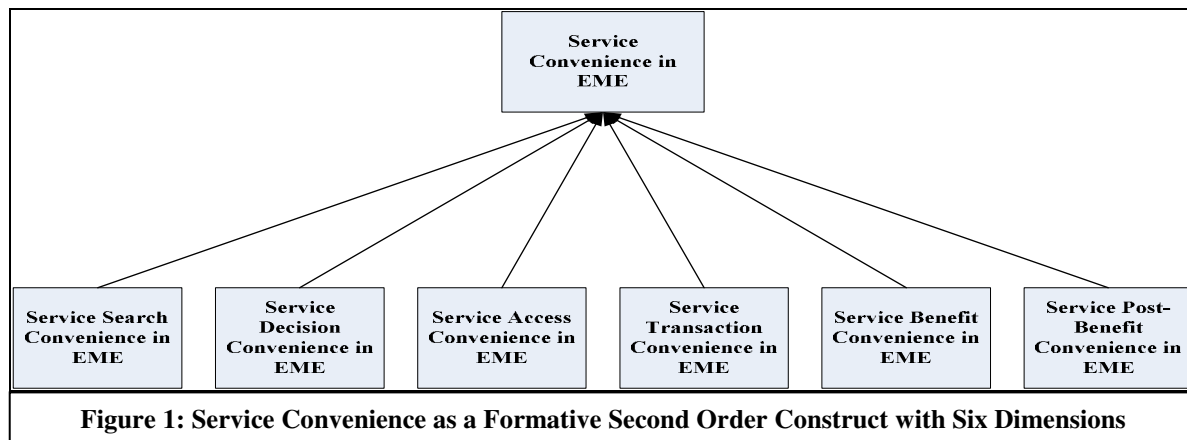 Service
Convenience in
EME
Service Search
Convenience in
EME
Service
Decision
Convenience in
EME
Service Access
Convenience in
EME
Service
Transaction
Convenience in
EME
Service Benefit
Convenience in
EME
Service Post-
Benefit
Convenience in
EME
Figure 1: Service Convenience as a Formative Second Order Construct with Six Dimensions